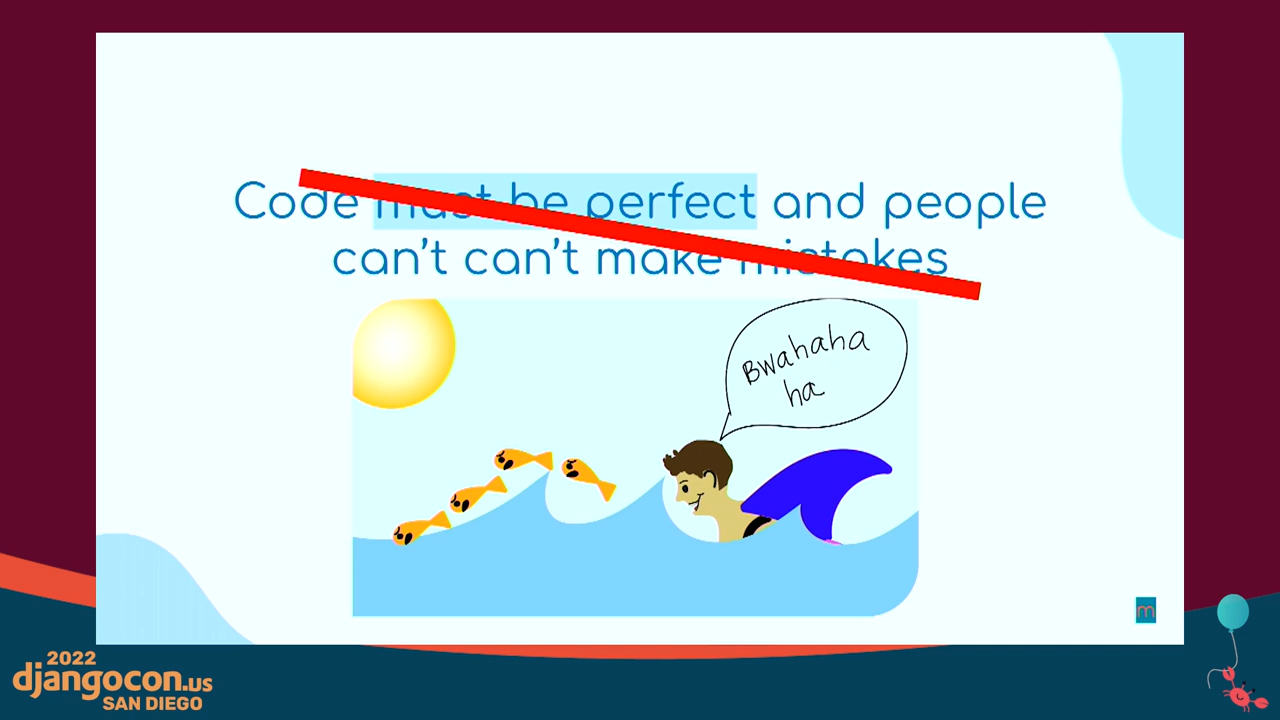 Code must be perfect and people
can't can't make mistakes
Bwahaha
ha
m
2022
djangocon.us
SAN DIEGO